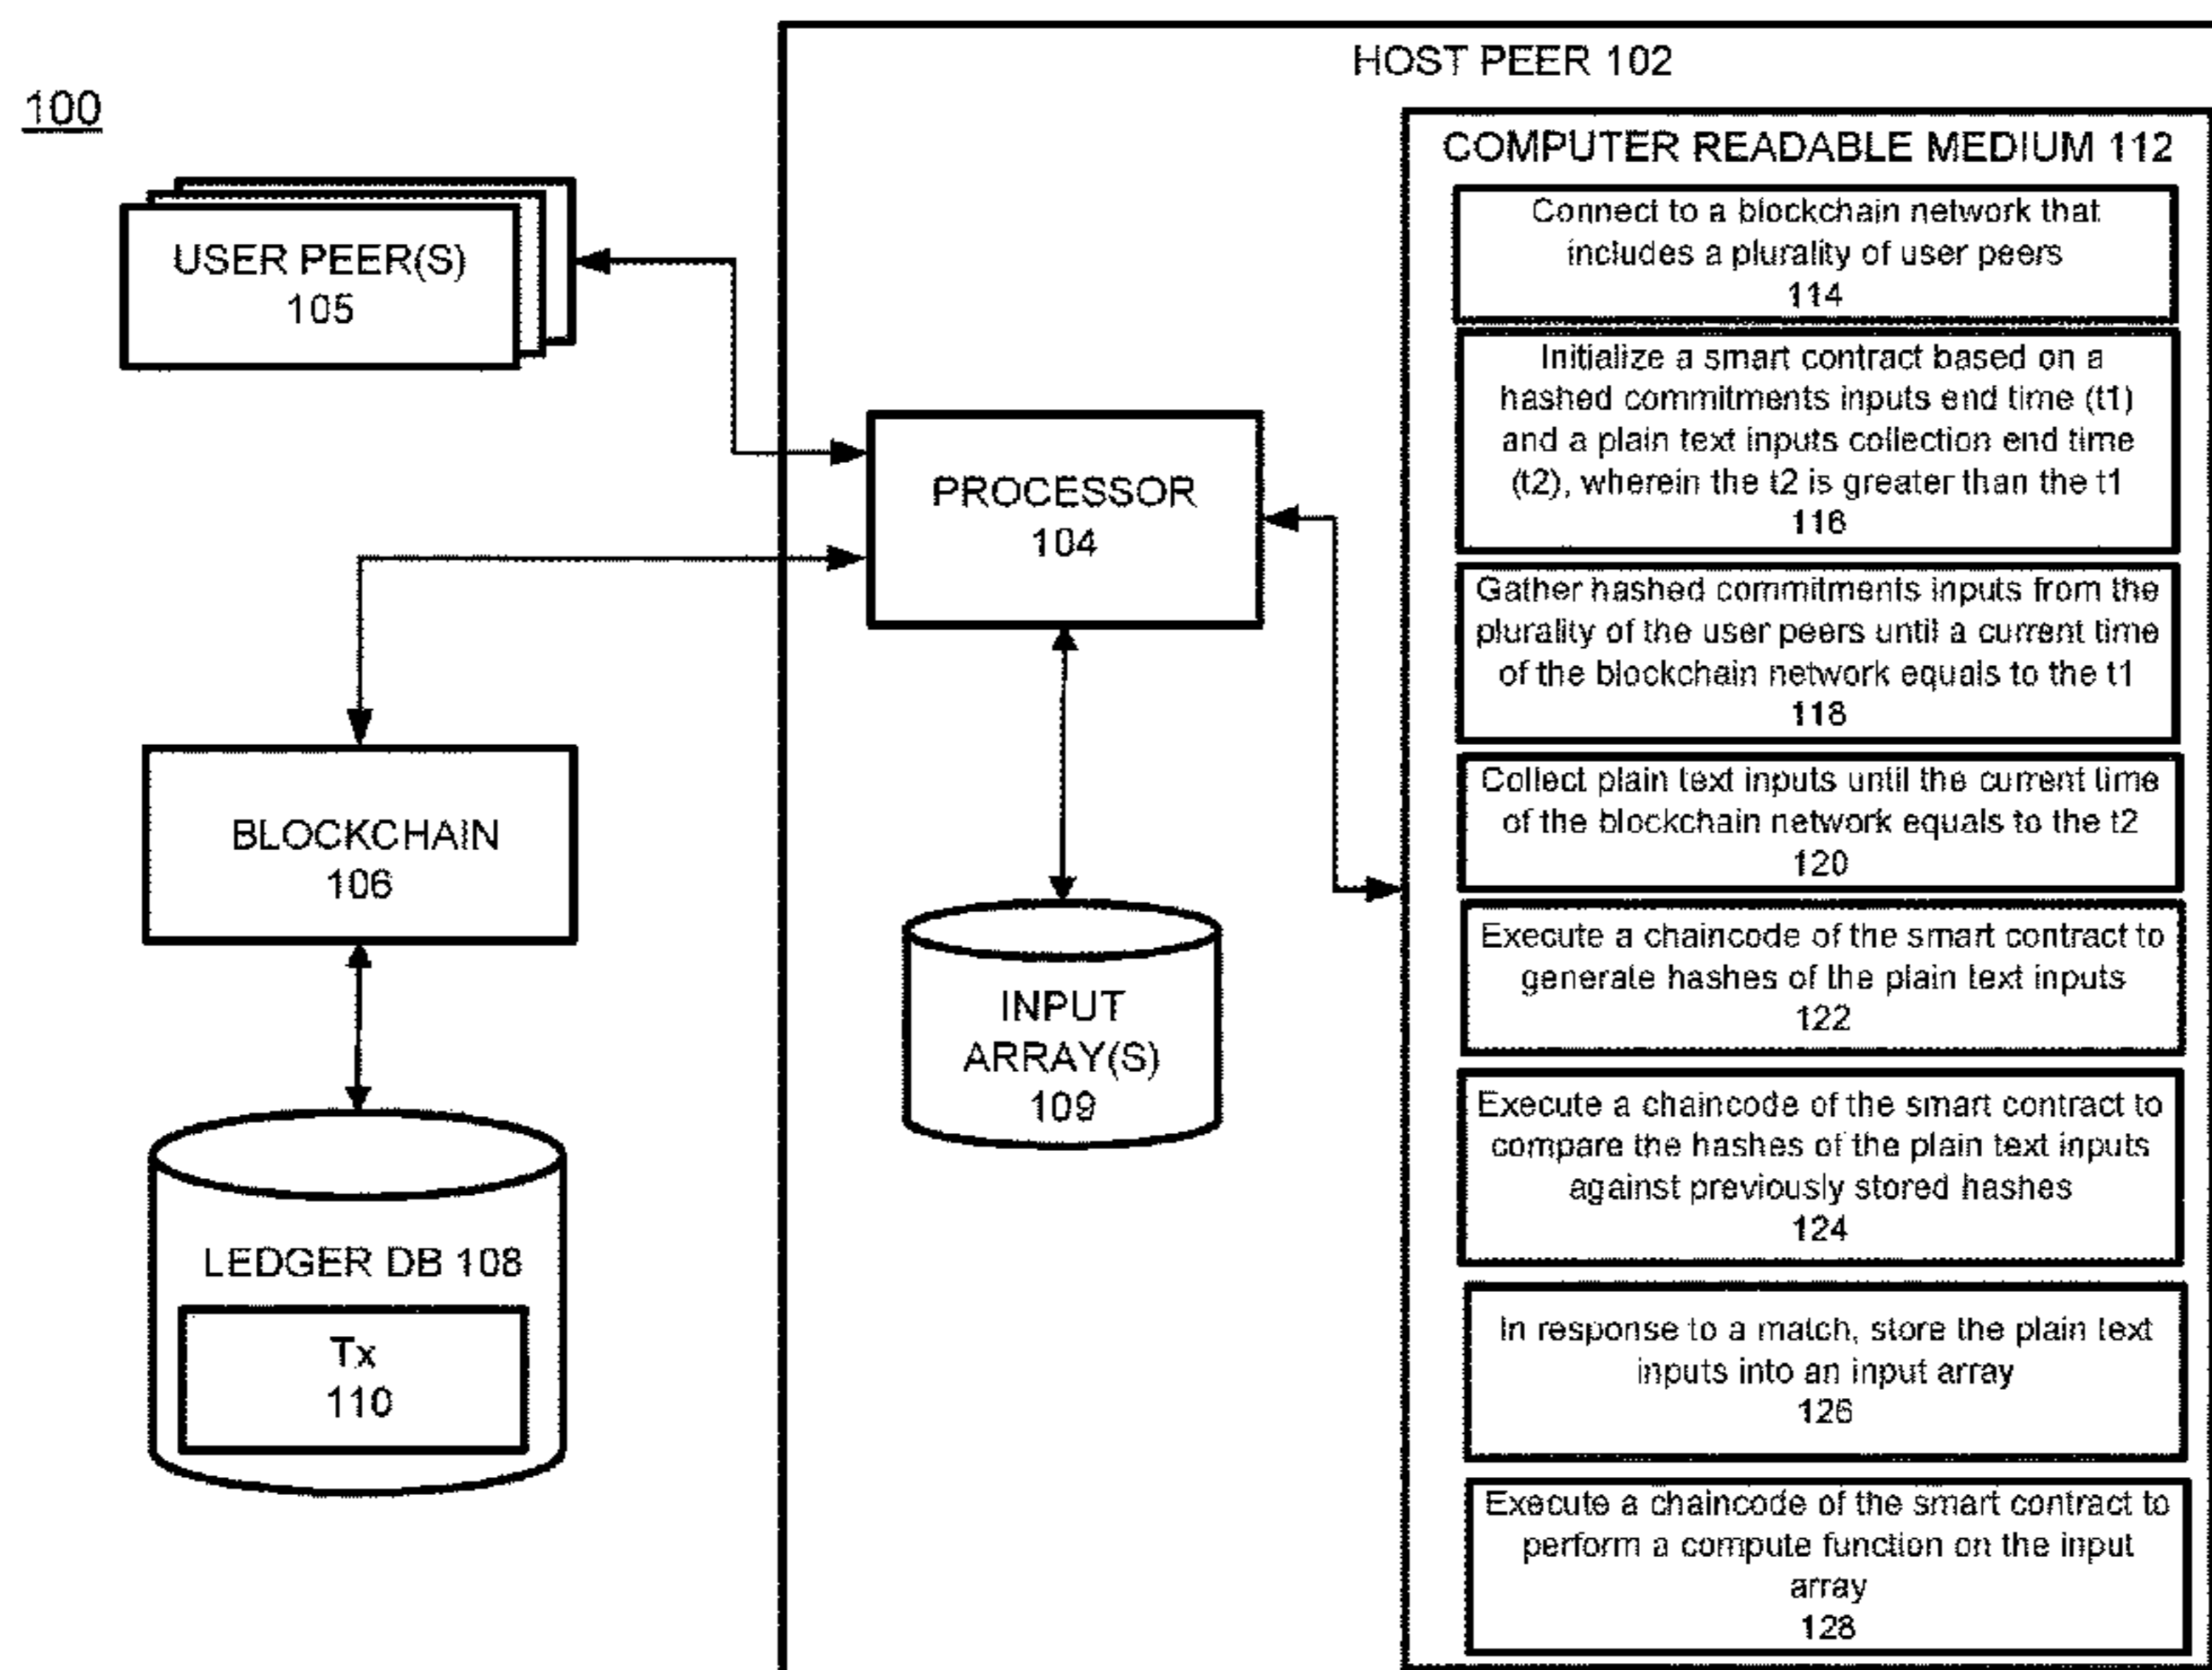 100
HOST PEER 102
USER PEER(S)
105
PROCESSOR
104
BLOCKCHAIN
106
LEDGER DB 108
Tx
110
INPUT
ARRAY(S)
109
COMPUTER READABLE MEDIUM 112
Connect to a blockchain network that
includes a plurality of user peers
114
Initialize a smart contract based on a
hashed commitments inputs end time (t1)
and a plain text inputs collection end time
(t2), wherein the t2 is greater than the t1
116
Gather hashed commitments inputs from the
plurality of the user peers until a current time
of the blockchain network equals to the t1
118
Collect plain text inputs until the current time
of the blockchain network equals to the t2
120
Execute a chaincode of the smart contract to
generate hashes of the plain text inputs
122
Execute a chaincode of the smart contract to
compare the hashes of the plain text inputs
against previously stored hashes
124
In response to a match, store the plain text
inputs into an input array
126
Execute a chaincode of the smart contract to
perform a compute function on the input
array
128